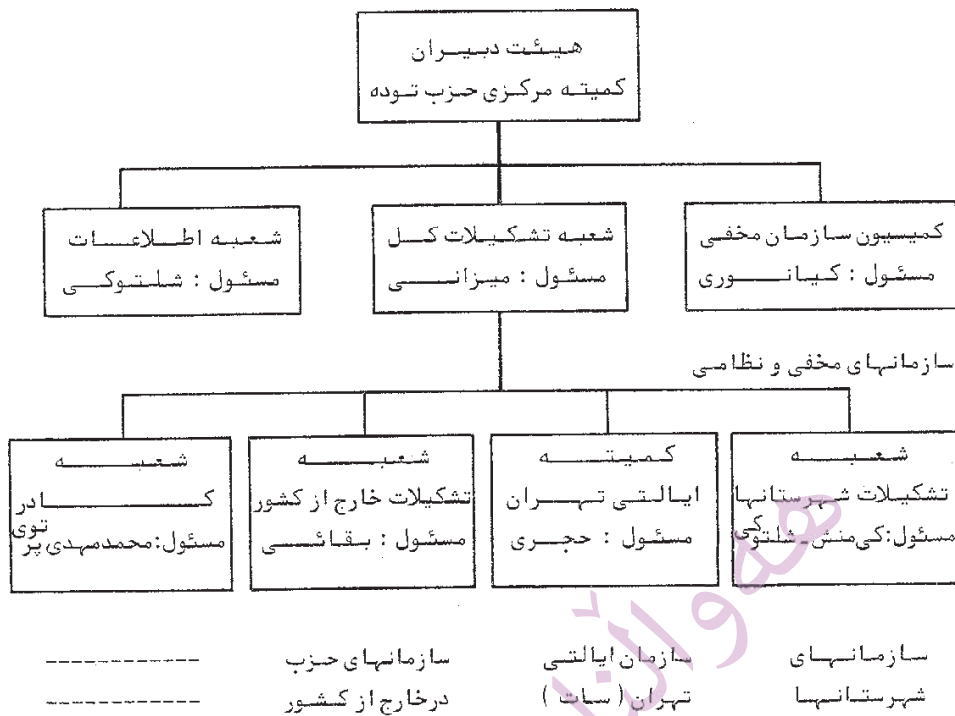 هیئت دبیران
کمیته مرکزی حزب توده
کمیسیون سازمان مخفی
مسئول : کیانوری
شعبه تشکیلات کل
مسئول : میزانی
شعبه اطلاعات
مسئول : شلتوکی
سازمانهای مخفی و نظامی
شعبه
تشکیلات شهرستانها
مسئول: کی منش ـ شلتوکی
کمیته
ایالتی تهران
مسئول : حجری
شعبه
تشکیلات خارج از کشور
مسئول : بقائی
شعبه
کادر
مسئول: محمدمهدی پرتوی
سازمانهای
شهرستانها
سازمان ایالتی
تهران ( سات )
سازمانهای حزب
درخارج از کشور